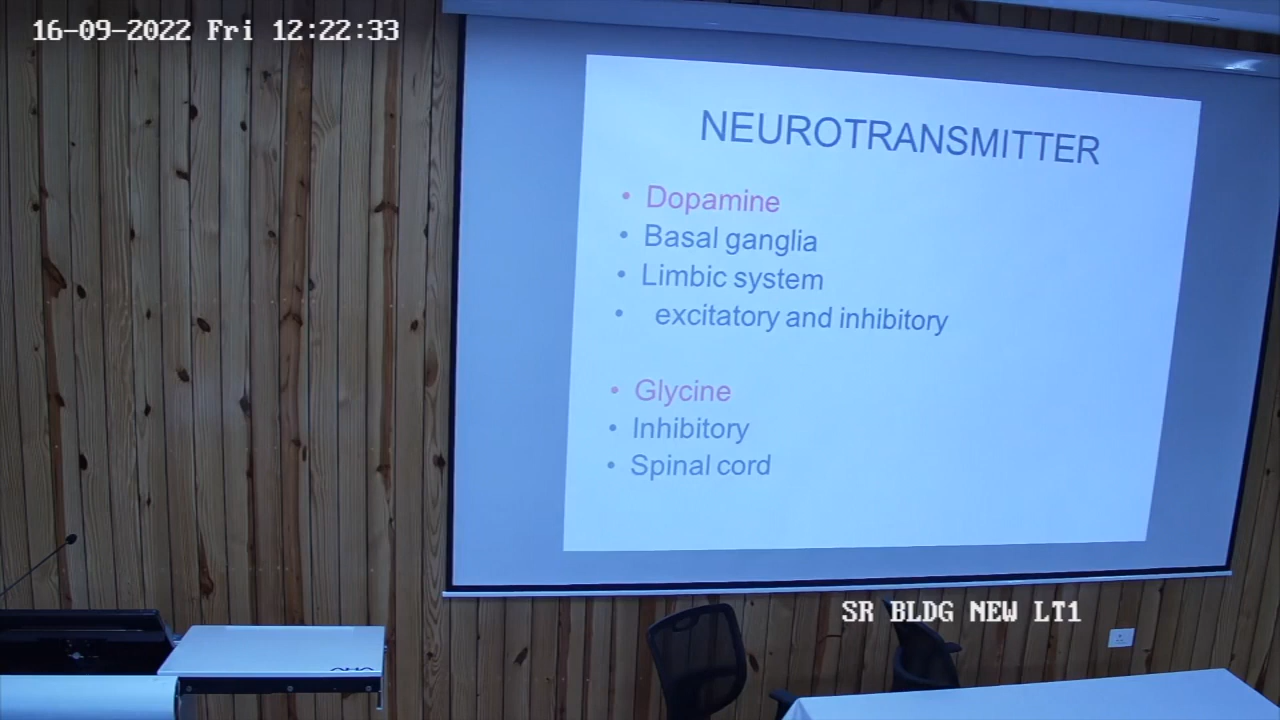 16-09-2022 Fri 12:22:33
NEUROTRANSMITTER
• Dopamine
• Basal ganglia
• Limbic system
• excitatory and inhibitory
• Glycine
• Inhibitory
• Spinal cord
SR BLDG NEW LT1
AHA